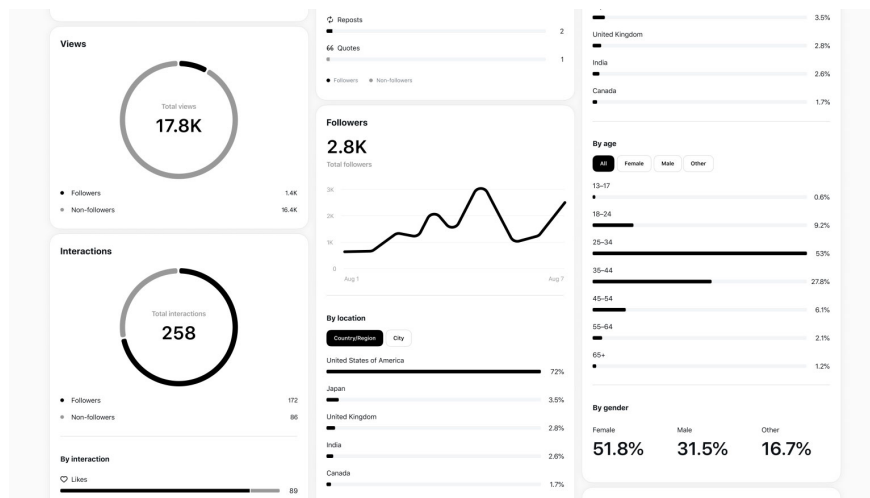 Views
Total views
17.8K
Followers 1.4K
Non-followers 16.4K
Interactions
Total interactions
258
Followers 172
Non-followers 86
By interaction
Likes
89
Reposts
2
Quotes
1
Followers Non-followers
Followers
2.8K
Total followers
3K
2K
1K
0
Aug 1 Aug 7
By location
Country/Region City
United States of America
72%
Japan
3.5%
United Kingdom
2.8%
India
2.6%
Canada
1.7%
3.5%
United Kingdom
2.8%
India
2.6%
Canada
1.7%
By age
All Female Male Other
13–17
0.6%
18–24
9.2%
25–34
53%
35–44
27.8%
45–54
6.1%
55–64
2.1%
65+
1.2%
By gender
Female Male Other
51.8% 31.5% 16.7%